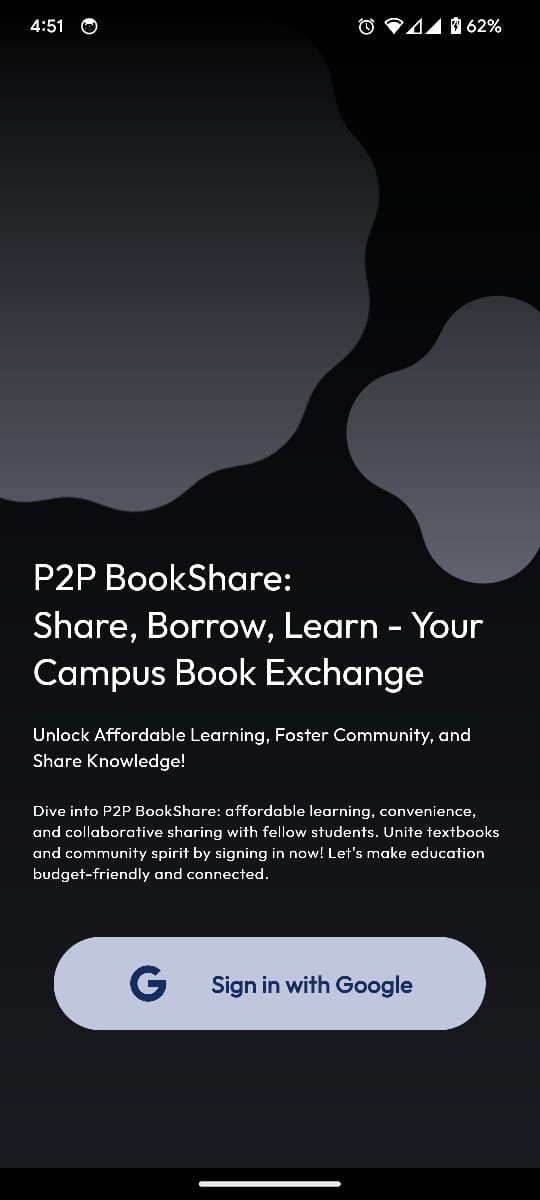 4:51
62%
P2P BookShare:
Share, Borrow, Learn - Your
Campus Book Exchange
Unlock Affordable Learning, Foster Community, and
Share Knowledge!
Dive into P2P BookShare: affordable learning, convenience,
and collaborative sharing with fellow students. Unite textbooks
and community spirit by signing in now! Let's make education
budget-friendly and connected.
Sign in with Google